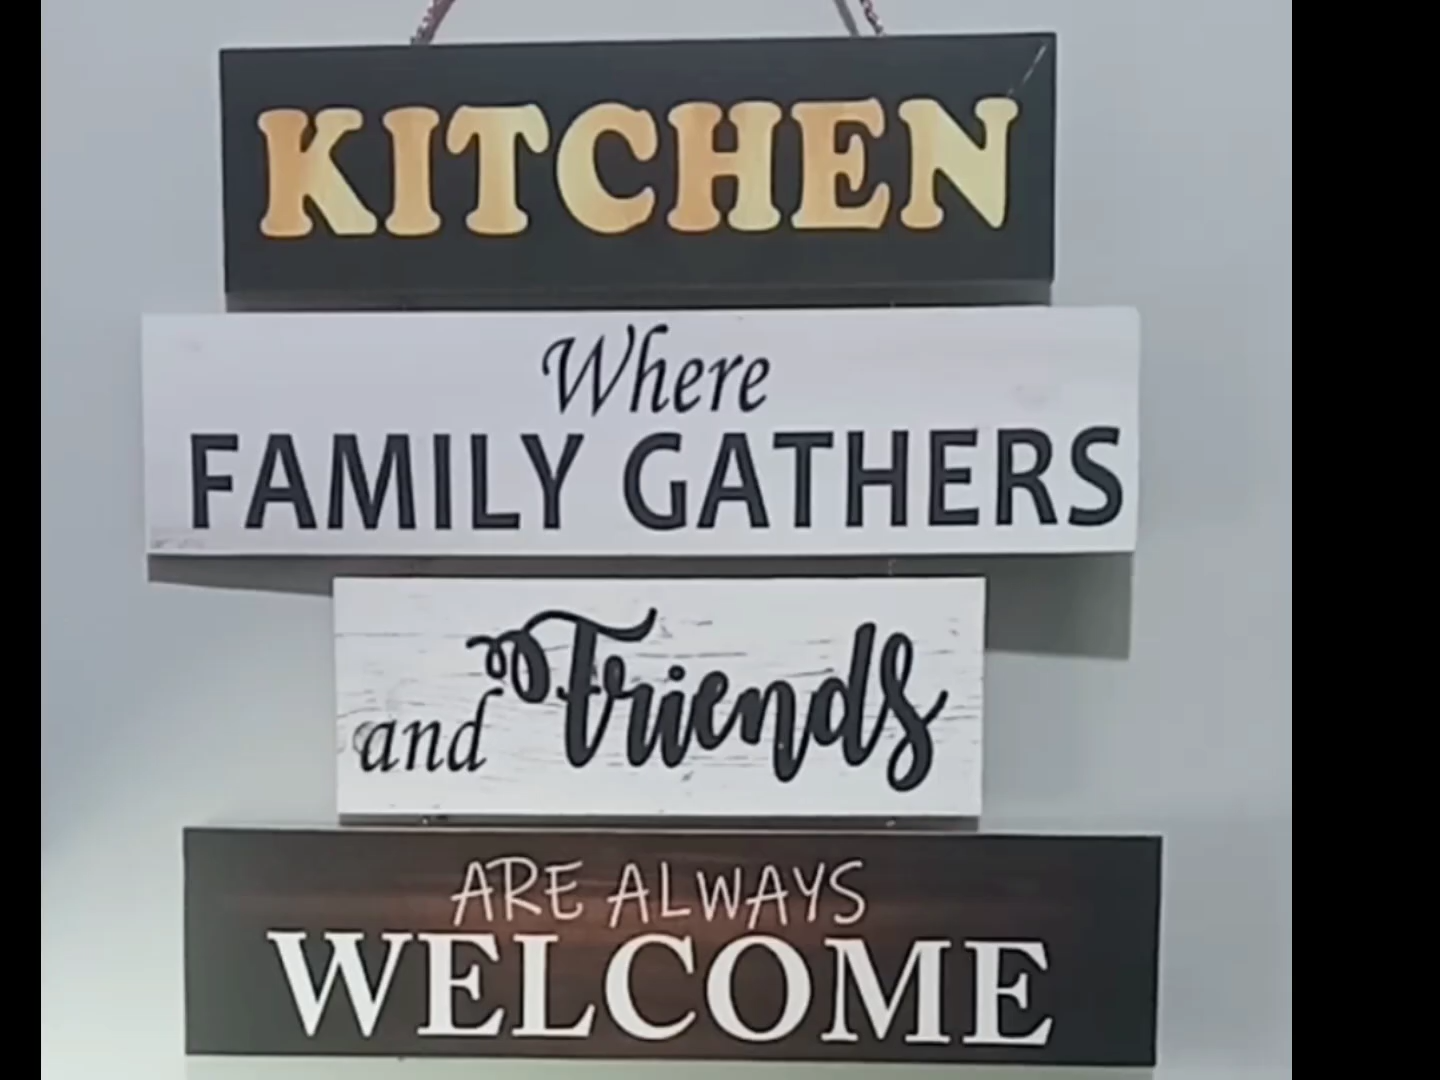 KITCHEN
Where
FAMILY GATHERS
and Friends
ARE ALWAYS
WELCOME